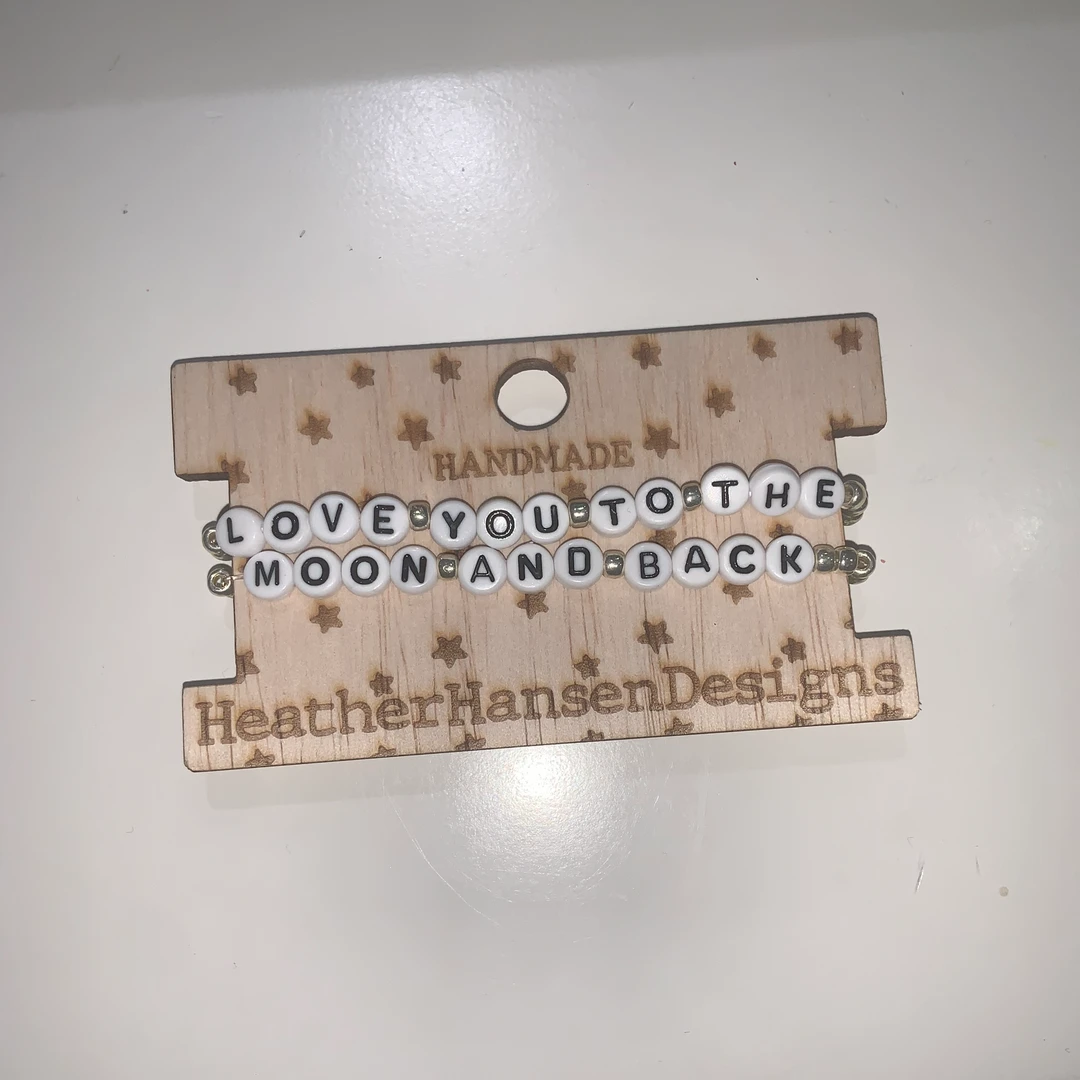 HANDMADE
LOVE YOU TO THE
MOON AND BACK
HeatherHansenDesigns